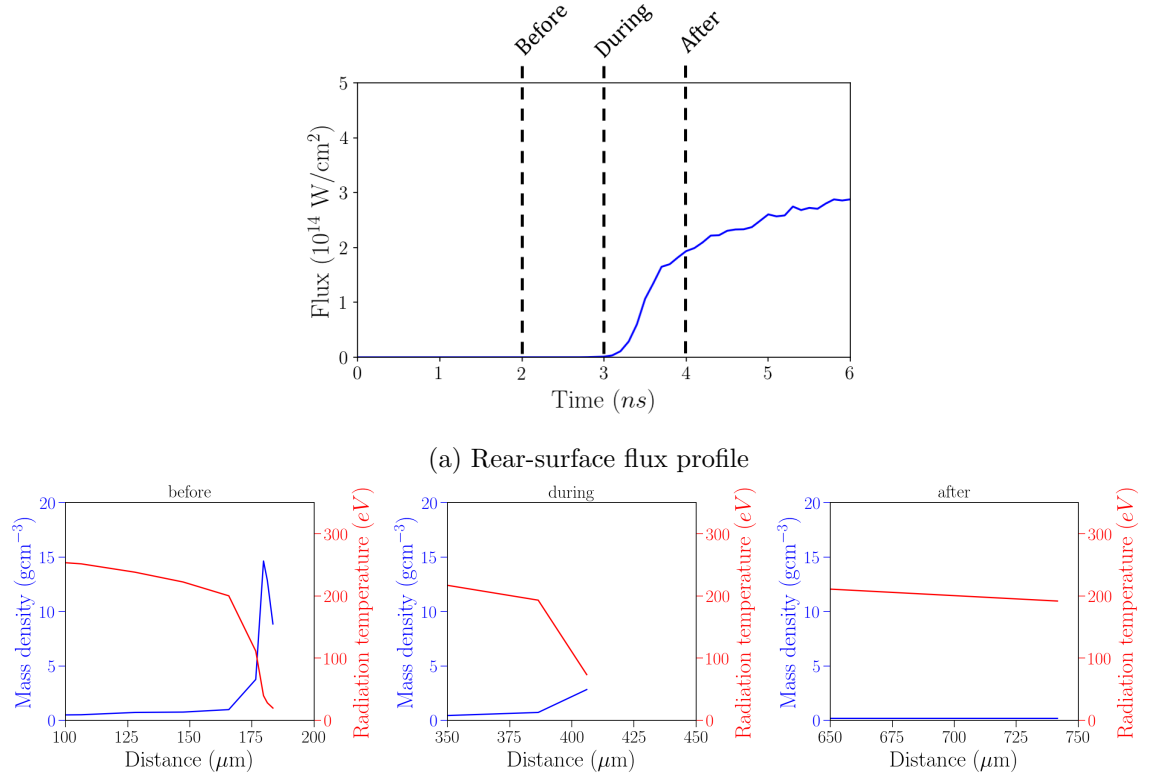 Before
During
After
5
4
3
2
1
0
Flux (10^14 W/cm^2)
0 1 2 3 4 5 6
Time (ns)
(a) Rear-surface flux profile
before
20
15
10
5
0
Mass density (gcm^−3)
300
200
100
0
Radiation temperature (eV)
100 125 150 175 200
Distance (μm)
during
20
15
10
5
0
Mass density (gcm^−3)
300
200
100
0
Radiation temperature (eV)
350 375 400 425 450
Distance (μm)
after
20
15
10
5
0
Mass density (gcm^−3)
300
200
100
0
Radiation temperature (eV)
650 675 700 725 750
Distance (μm)